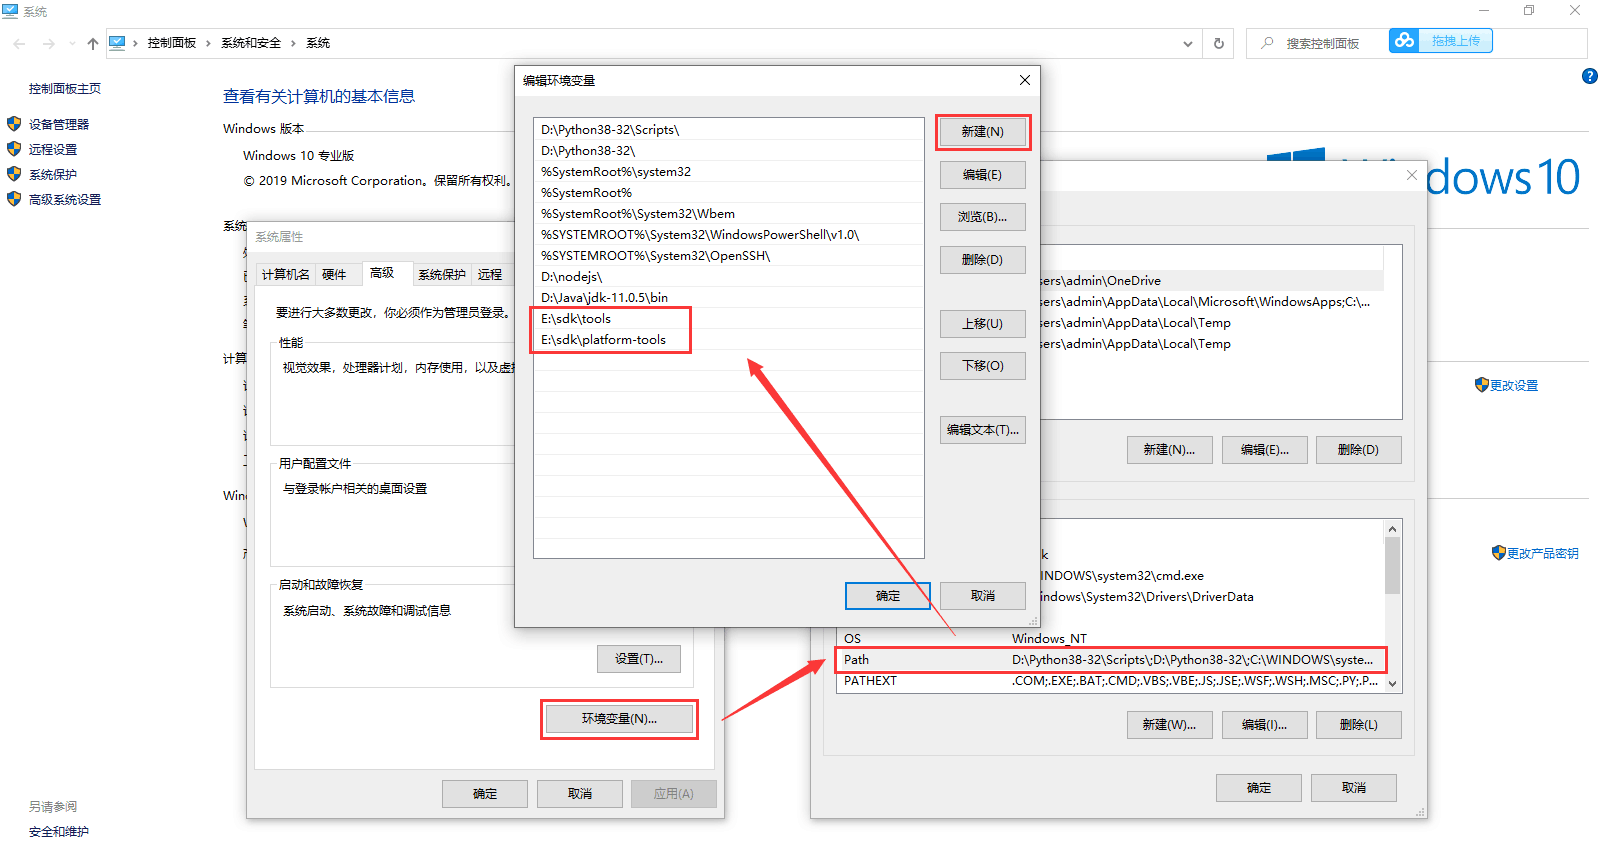 系统
控制面板 › 系统和安全 › 系统
搜索控制面板
拖拽上传
控制面板主页
设备管理器
远程设置
系统保护
高级系统设置
另请参阅
安全和维护
查看有关计算机的基本信息
Windows 版本
Windows 10 专业版
© 2019 Microsoft Corporation。保留所有权利。
系统
计算
Wind
dows 10
更改设置
更改产品密钥
系统属性
计算机名 硬件 高级 系统保护 远程
要进行大多数更改，你必须作为管理员登录。
性能
视觉效果，处理器计划，内存使用，以及虚
用户配置文件
与登录帐户相关的桌面设置
启动和故障恢复
系统启动、系统故障和调试信息
设置(T)...
环境变量(N)...
确定 取消 应用(A)
编辑环境变量
D:\Python38-32\Scripts\
D:\Python38-32\
%SystemRoot%\system32
%SystemRoot%
%SystemRoot%\System32\Wbem
%SYSTEMROOT%\System32\WindowsPowerShell\v1.0\
%SYSTEMROOT%\System32\OpenSSH\
D:\nodejs\
D:\Java\jdk-11.0.5\bin
E:\sdk\tools
E:\sdk\platform-tools
新建(N)
编辑(E)
浏览(B)...
删除(D)
上移(U)
下移(O)
编辑文本(T)...
确定 取消
sers\admin\OneDrive
sers\admin\AppData\Local\Microsoft\WindowsApps;C:\...
sers\admin\AppData\Local\Temp
sers\admin\AppData\Local\Temp
新建(N)... 编辑(E)... 删除(D)
k
INDOWS\system32\cmd.exe
indows\System32\Drivers\DriverData
OS Windows_NT
Path D:\Python38-32\Scripts\;D:\Python38-32\;C:\WINDOWS\syste...
PATHEXT .COM;.EXE;.BAT;.CMD;.VBS;.VBE;.JS;.JSE;.WSF;.WSH;.MSC;.PY;.P...
新建(W)... 编辑(I)... 删除(L)
确定 取消